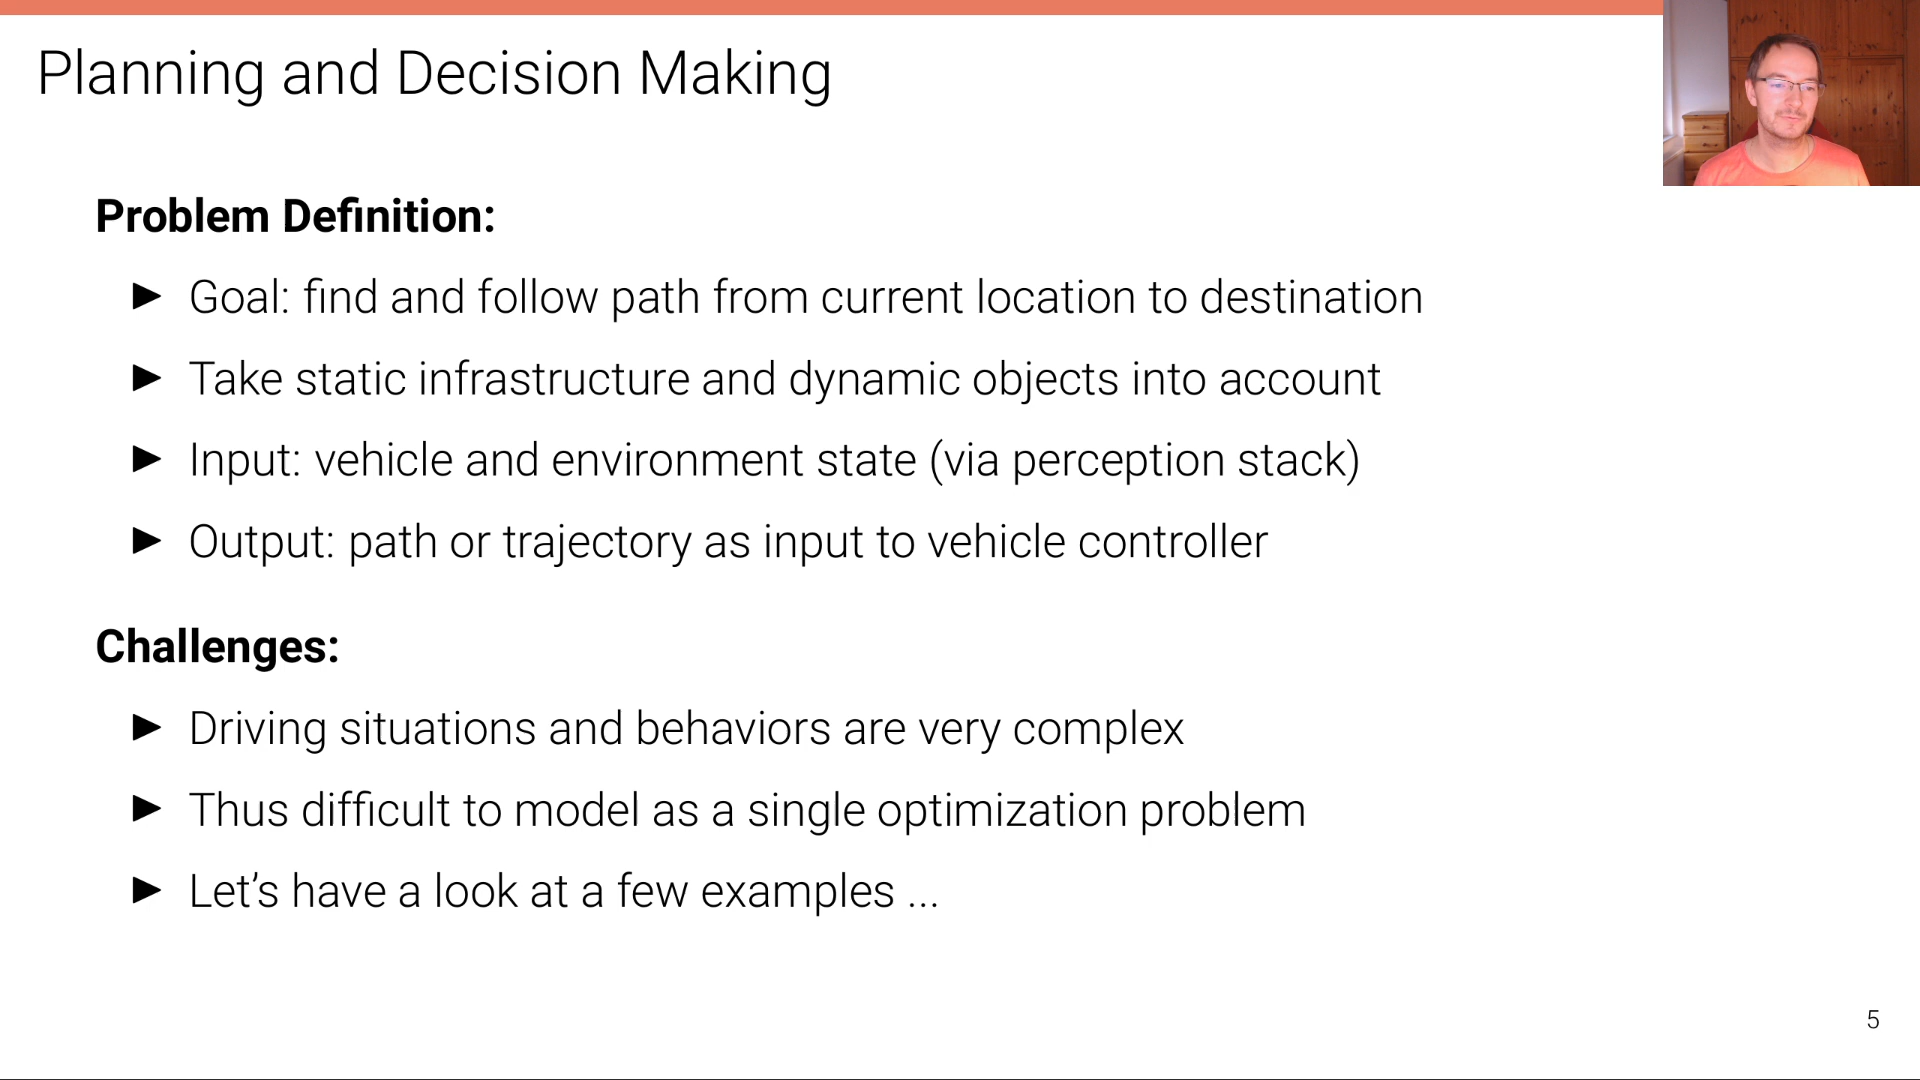 Planning and Decision Making
Problem Definition:
► Goal: find and follow path from current location to destination
► Take static infrastructure and dynamic objects into account
► Input: vehicle and environment state (via perception stack)
► Output: path or trajectory as input to vehicle controller
Challenges:
► Driving situations and behaviors are very complex
► Thus difficult to model as a single optimization problem
► Let’s have a look at a few examples ...
5